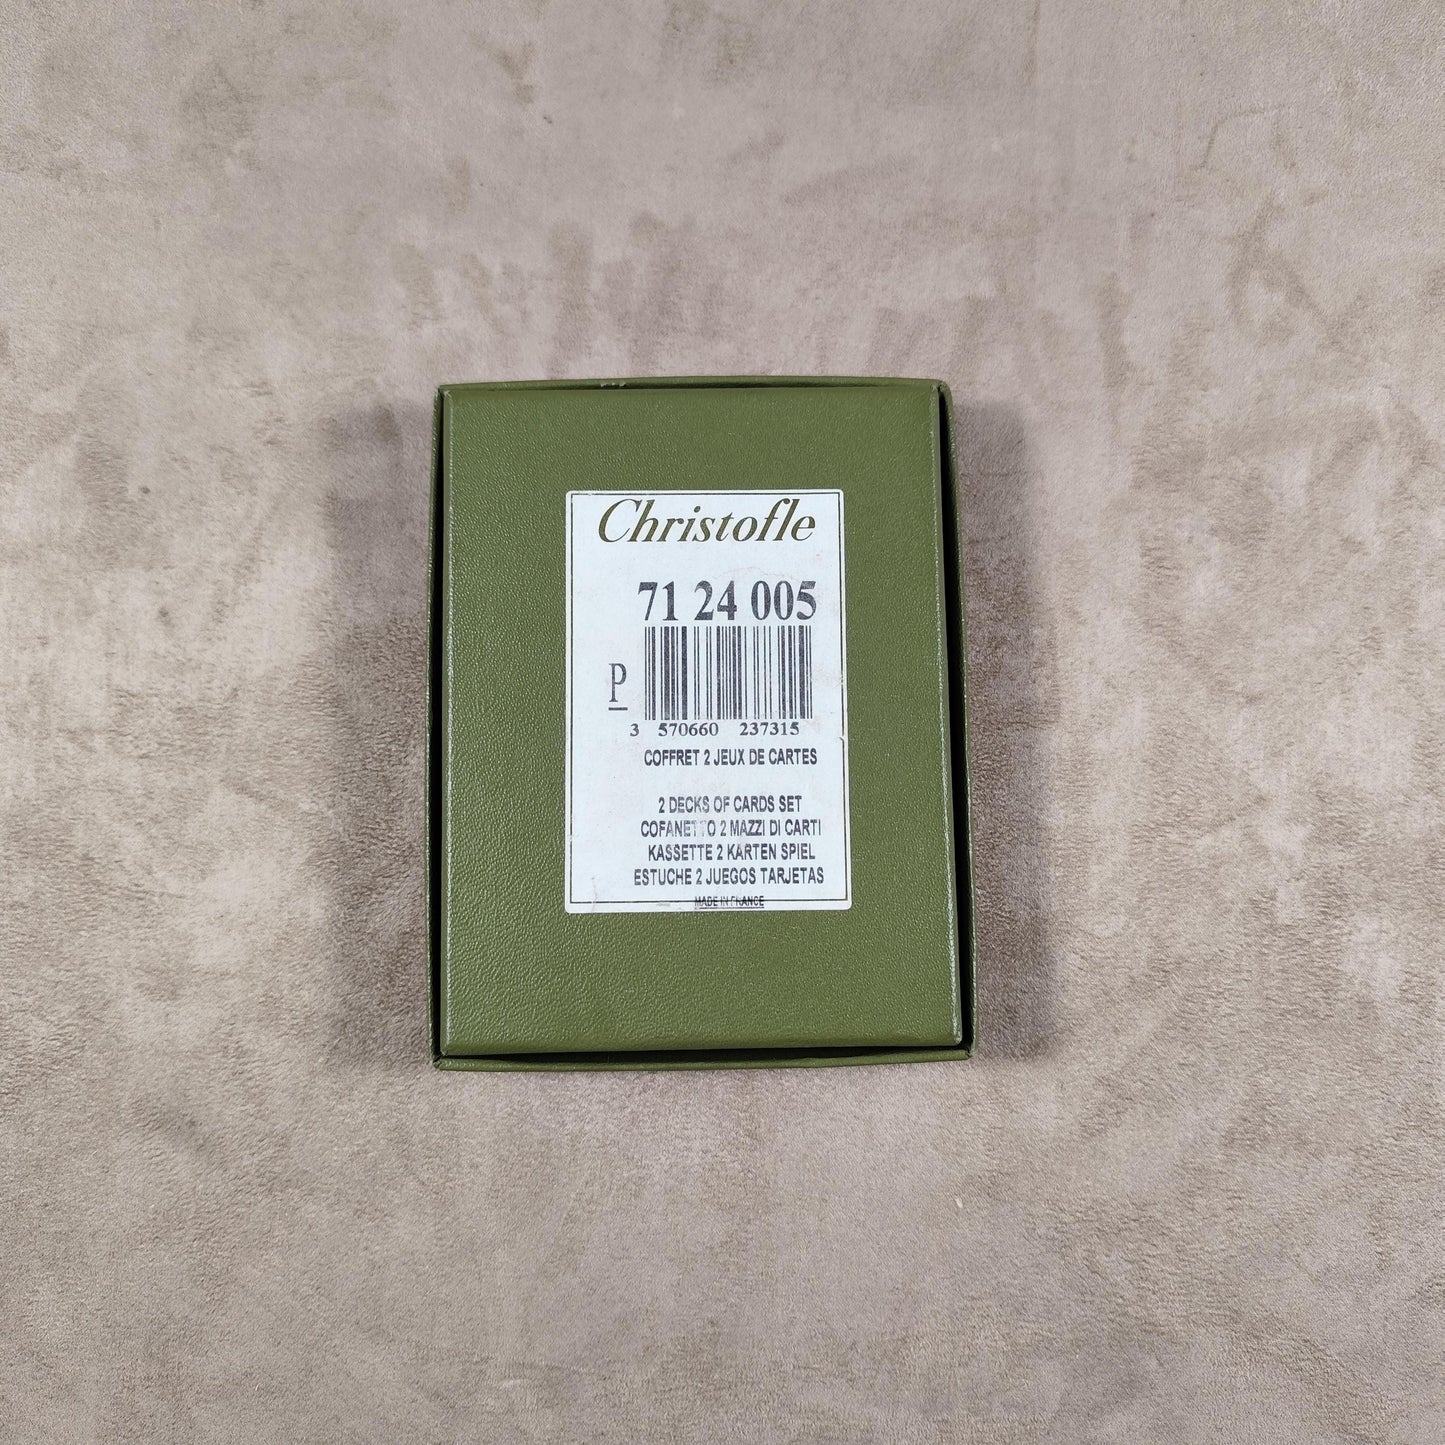 Christofle
71 24 005
P
3 570660 237315
COFFRET 2 JEUX DE CARTES
2 DECKS OF CARDS SET
COFANETTO 2 MAZZI DI CARTI
KASSETTE 2 KARTEN SPIEL
ESTUCHE 2 JUEGOS TARJETAS
MADE IN FRANCE